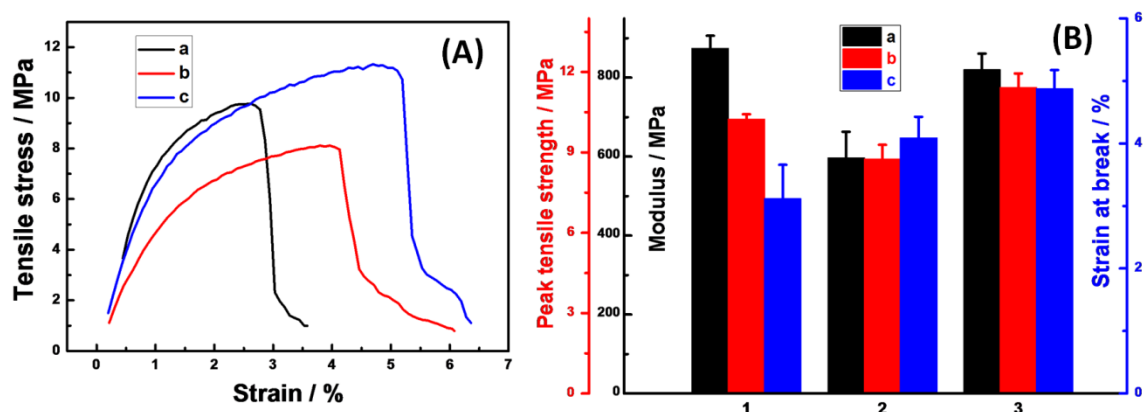 (A)
a
b
c
Tensile stress / MPa
12
10
8
6
4
2
0
0 1 2 3 4 5 6 7
Strain / %
(B)
a
b
c
Peak tensile strength / MPa
12
9
6
3
0
Modulus / MPa
800
600
400
200
0
1 2 3
Strain at break / %
6
4
2
0